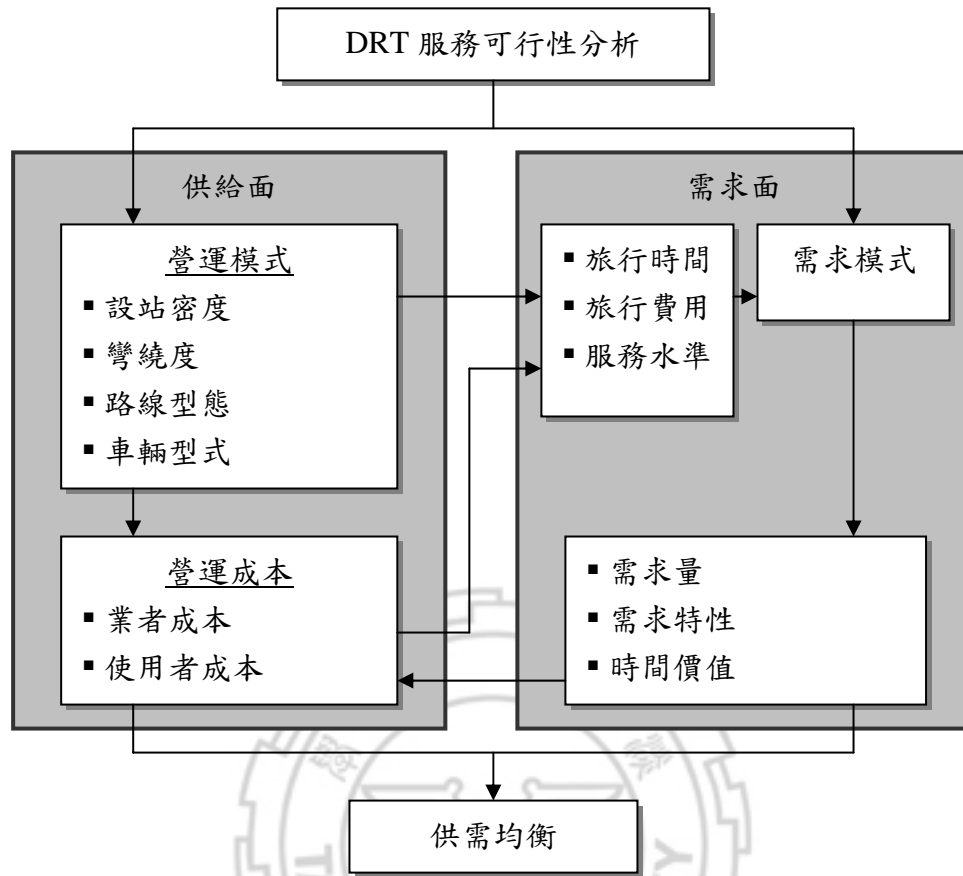 DRT 服務可行性分析
供給面
營運模式
▪ 設站密度
▪ 彎繞度
▪ 路線型態
▪ 車輛型式
營運成本
▪ 業者成本
▪ 使用者成本
需求面
▪ 旅行時間
▪ 旅行費用
▪ 服務水準
需求模式
▪ 需求量
▪ 需求特性
▪ 時間價值
供需均衡